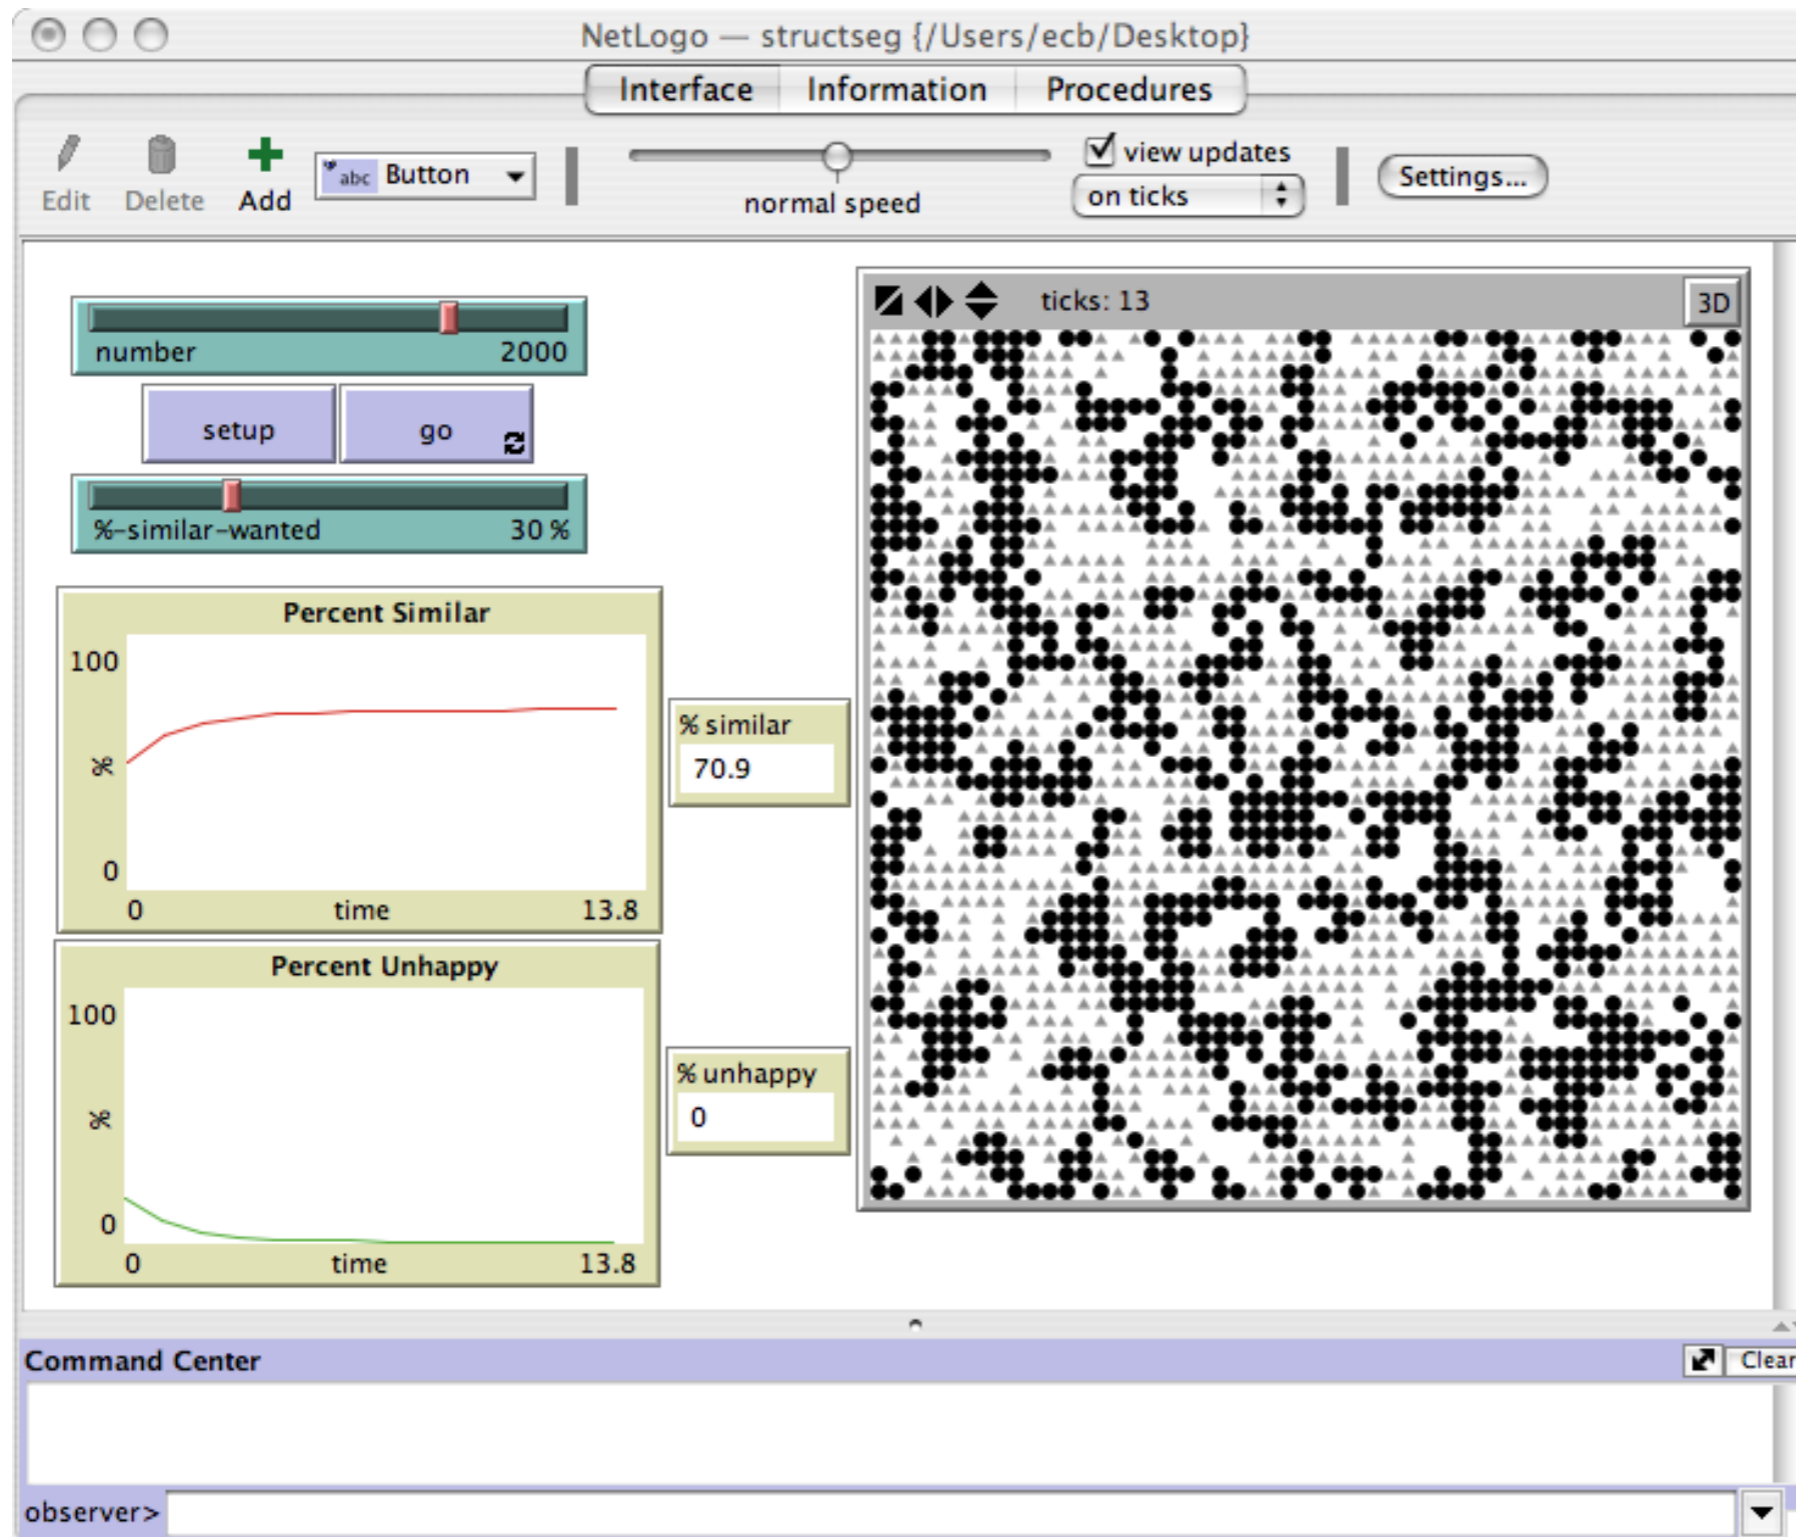 NetLogo — structseg {/Users/ecb/Desktop}
Interface Information Procedures
Edit Delete Add abc Button normal speed view updates on ticks Settings...
number 2000
setup go
%-similar-wanted 30 %
ticks: 13 3D
Percent Similar
100
%
0
0 time 13.8
% similar
70.9
Percent Unhappy
100
%
0
0 time 13.8
% unhappy
0
Command Center Clear
observer>